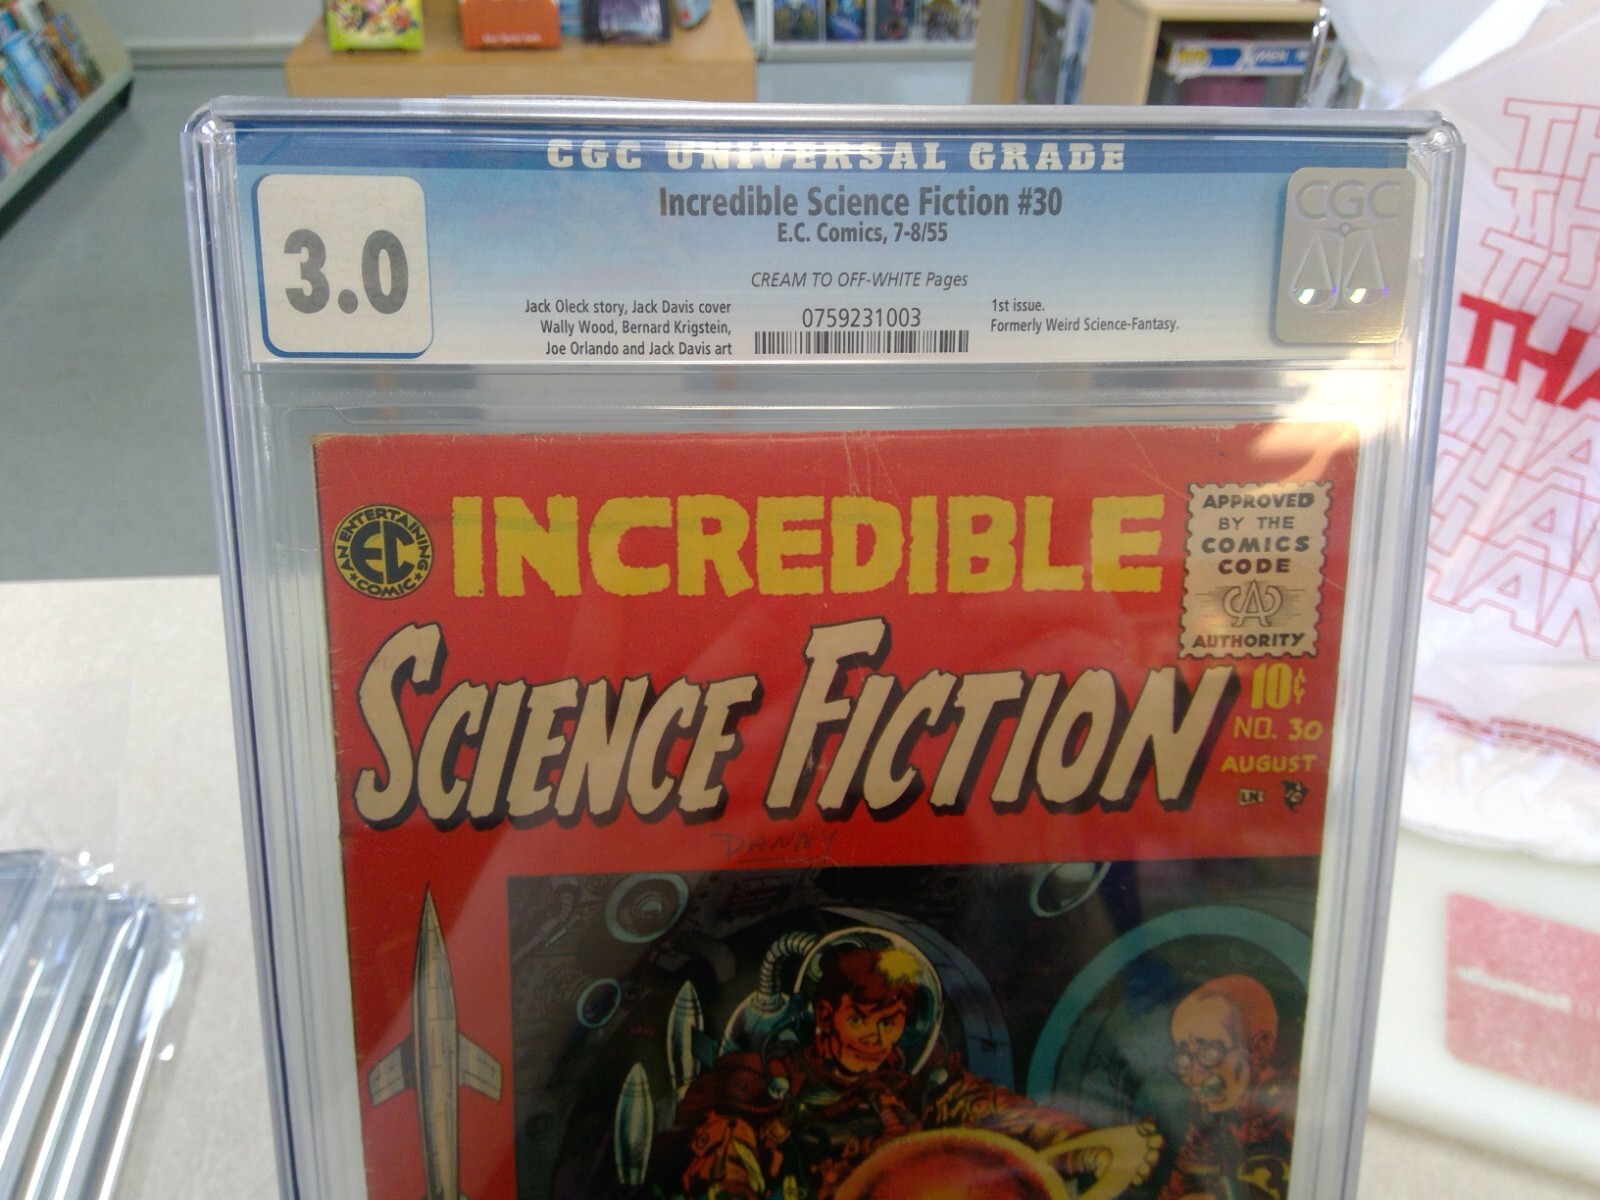 CGC UNIVERSAL GRADE
3.0
Incredible Science Fiction #30
E.C. Comics, 7-8/55
CREAM TO OFF-WHITE Pages
Jack Oleck story, Jack Davis cover
Wally Wood, Bernard Krigstein,
Joe Orlando and Jack Davis art
0759231003
1st issue.
Formerly Weird Science-Fantasy.
CGC
AN ENTERTAINING
EC
COMIC
INCREDIBLE
SCIENCE FICTION
APPROVED
BY THE
COMICS
CODE
CA
AUTHORITY
10¢
NO. 30
AUGUST
DANNY
THA